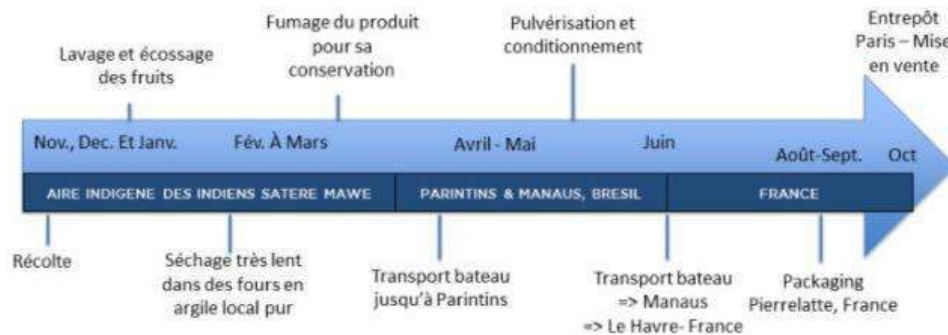 Lavage et écossage
des fruits
Fumage du produit
pour sa
conservation
Pulvérisation et
conditionnement
Entrepôt
Paris – Mise
en vente
Nov., Dec. Et Janv.
Fév. À Mars
Avril - Mai
Juin
Août-Sept.
Oct
AIRE INDIGENE DES INDIENS SATERE MAWE
PARINTINS & MANAUS, BRESIL
FRANCE
Récolte
Séchage très lent
dans des fours en
argile local pur
Transport bateau
jusqu'à Parintins
Transport bateau
=> Manaus
=> Le Havre- France
Packaging
Pierrelatte, France